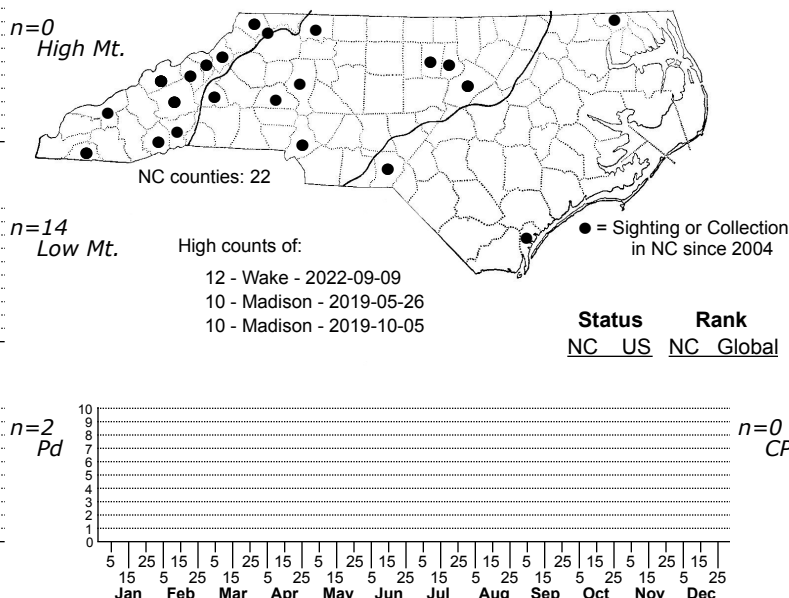 n=0
High Mt.
NC counties: 22
n=14
Low Mt.
High counts of:
12 - Wake - 2022-09-09
10 - Madison - 2019-05-26
10 - Madison - 2019-10-05
● = Sighting or Collection
in NC since 2004
Status Rank
NC US NC Global
n=2
Pd
n=0
CP
10
9
8
7
6
5
4
3
2
1
0
5 15 25 5 15 25 5 15 25 5 15 25 5 15 25 5 15 25
15 5 25 15 5 25 15 5 25 15 5 25 15 5 25 15 5 25
Jan Feb Mar Apr May Jun Jul Aug Sep Oct Nov Dec